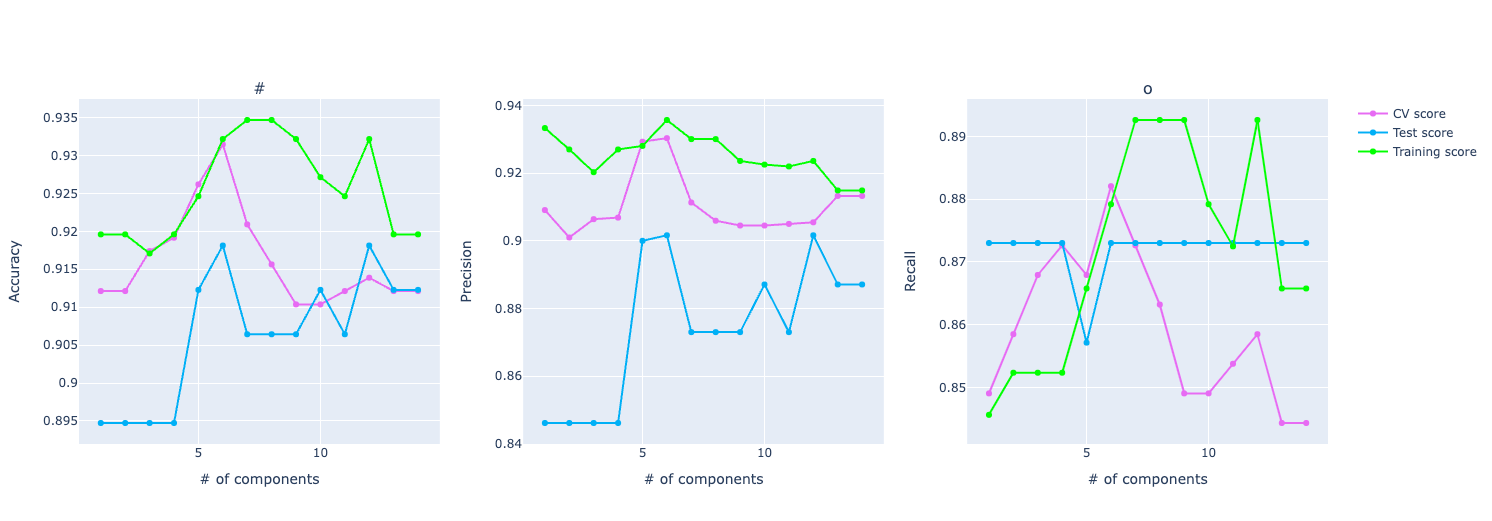 #
Accuracy
0.935
0.93
0.925
0.92
0.915
0.91
0.905
0.9
0.895
5
10
# of components
Precision
0.94
0.92
0.9
0.88
0.86
0.84
5
10
# of components
o
Recall
0.89
0.88
0.87
0.86
0.85
5
10
# of components
CV score
Test score
Training score